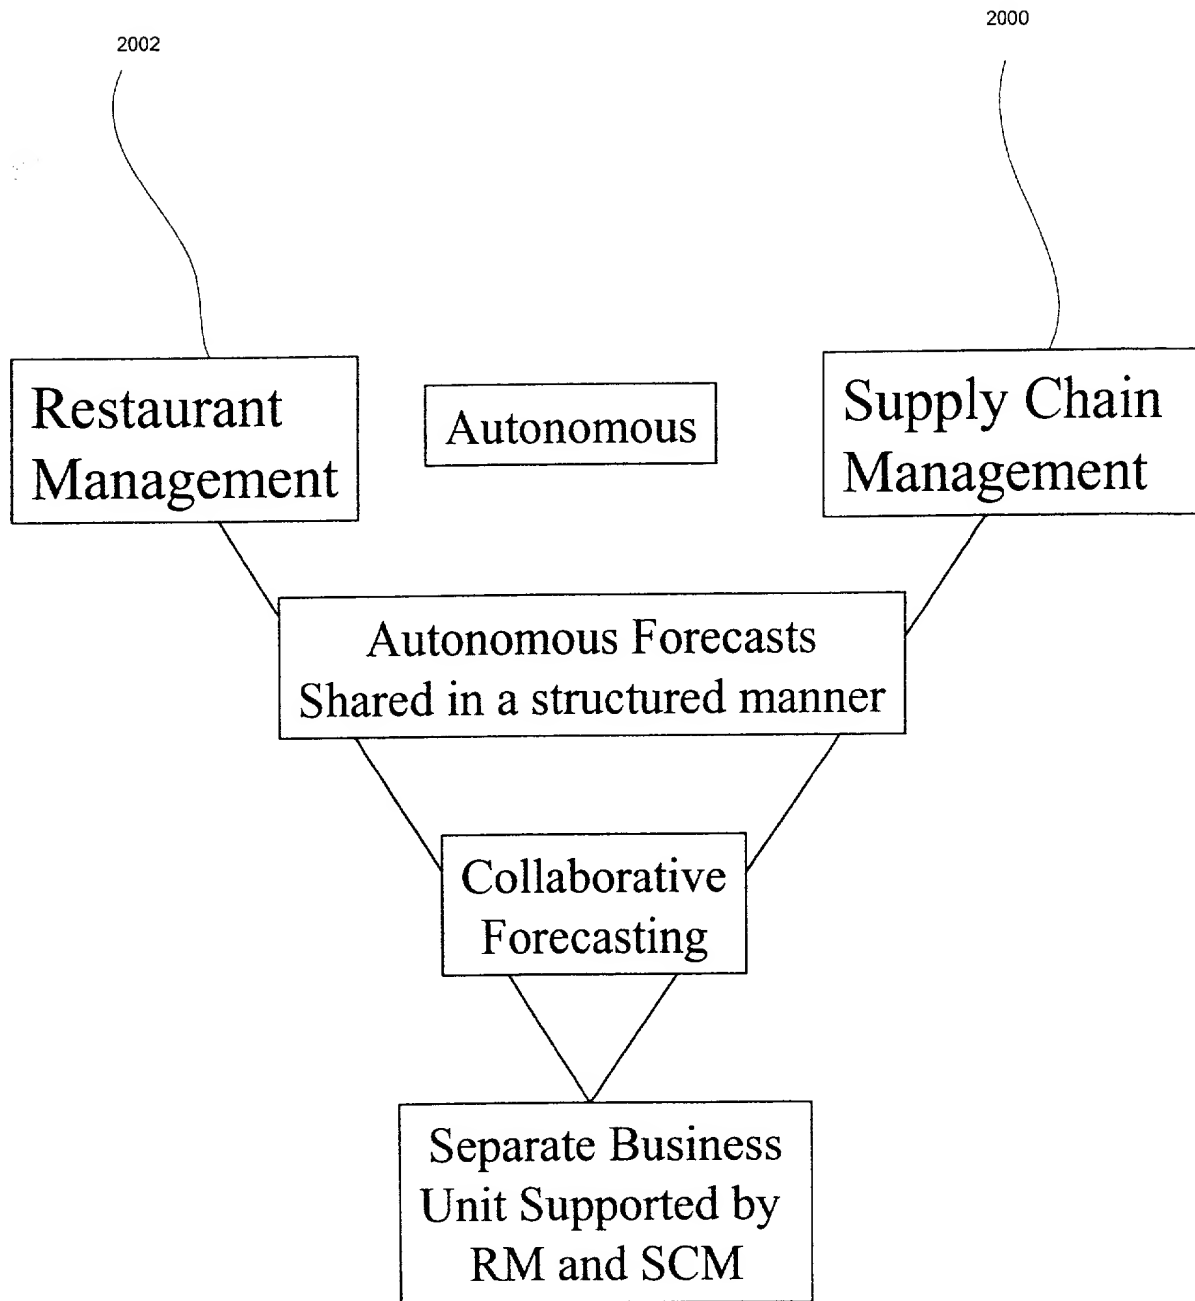 2002
2000
Restaurant
Management
Autonomous
Supply Chain
Management
Autonomous Forecasts
Shared in a structured manner
Collaborative
Forecasting
Separate Business
Unit Supported by
RM and SCM